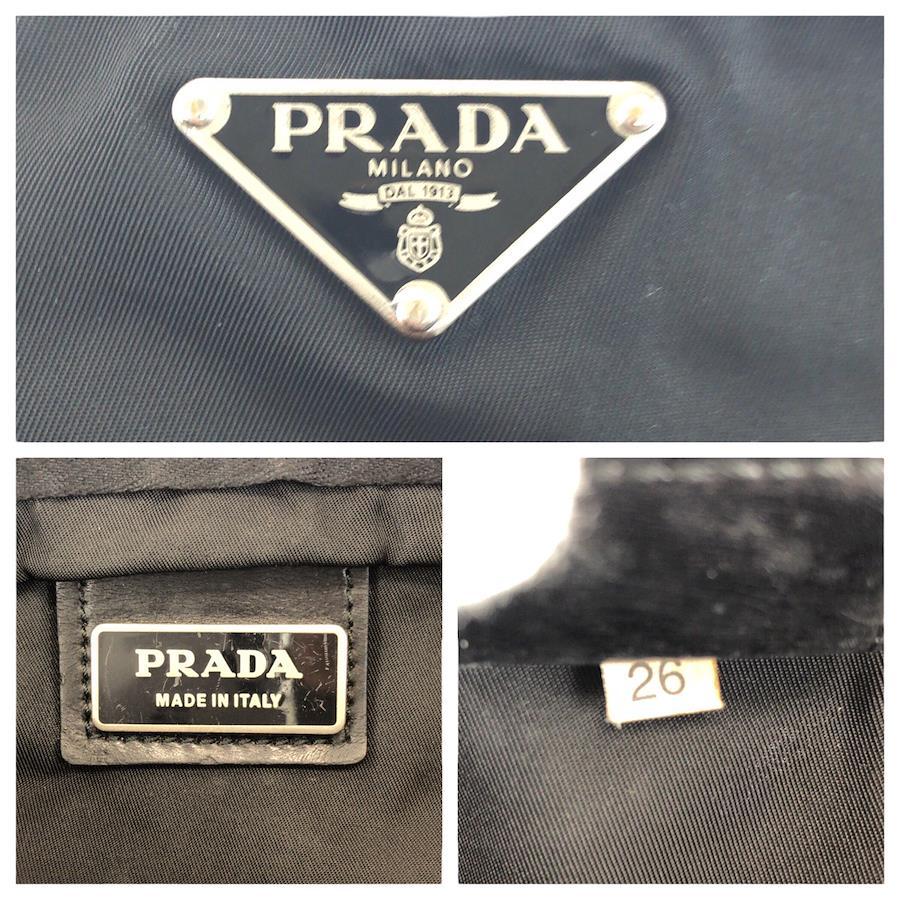 PRADA
MILANO
DAL 1913
PRADA
MADE IN ITALY
26